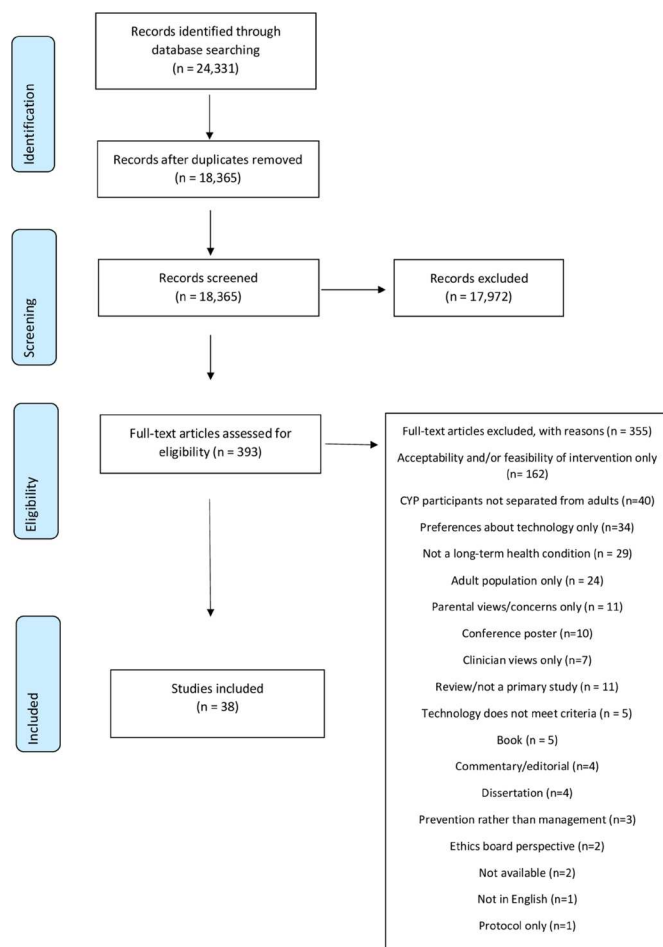 Identification
Records identified through
database searching
(n = 24,331)
Records after duplicates removed
(n = 18,365)
Screening
Records screened
(n = 18,365)
Records excluded
(n = 17,972)
Eligibility
Full-text articles assessed for
eligibility (n = 393)
Full-text articles excluded, with reasons (n = 355)
Acceptability and/or feasibility of intervention only
(n= 162)
CYP participants not separated from adults (n=40)
Preferences about technology only (n=34)
Not a long-term health condition (n = 29)
Adult population only (n = 24)
Parental views/concerns only (n = 11)
Conference poster (n=10)
Clinician views only (n=7)
Review/not a primary study (n = 11)
Technology does not meet criteria (n = 5)
Book (n = 5)
Commentary/editorial (n=4)
Dissertation (n=4)
Prevention rather than management (n=3)
Ethics board perspective (n=2)
Not available (n=2)
Not in English (n=1)
Protocol only (n=1)
Included
Studies included
(n = 38)